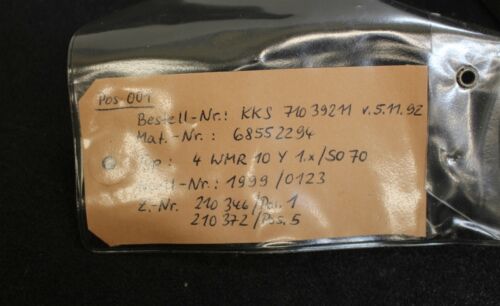 Pos. 001
Bestell-Nr.: KKS 71039211 v. 5.11.92
Mat.-Nr.: 68552294
Typ: 4 WMR 10 Y 1.x/SO 70
-Nr.: 1999/0123
Z.-Nr. 210 346/Pos. 1
210 372/Pos. 5